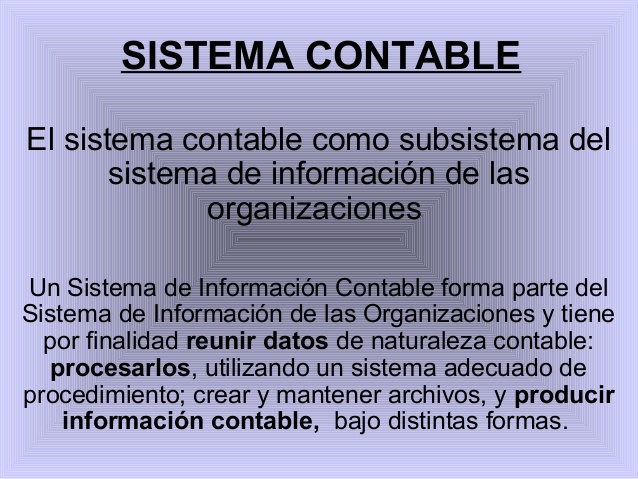 SISTEMA CONTABLE
El sistema contable como subsistema del
sistema de información de las
organizaciones
Un Sistema de Información Contable forma parte del
Sistema de Información de las Organizaciones y tiene
por finalidad reunir datos de naturaleza contable:
procesarlos, utilizando un sistema adecuado de
procedimiento; crear y mantener archivos, y producir
información contable, bajo distintas formas.